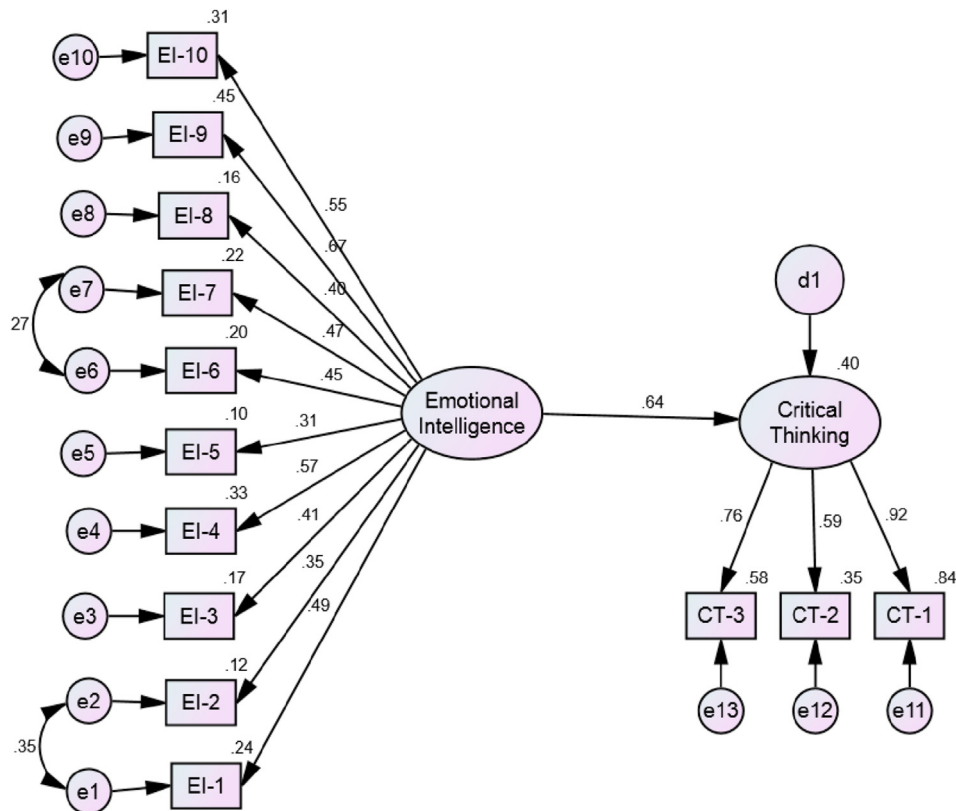 .31
e10
EI-10
.45
e9
EI-9
.16
e8
EI-8
.55
.67
.22
e7
EI-7
.40
27
.47
.20
e6
EI-6
.45
.10
e5
EI-5
.31
.33
e4
EI-4
.57
.17
e3
EI-3
.41
.12
e2
EI-2
.35
.35
.24
e1
EI-1
.49
Emotional
Intelligence
.64
d1
.40
Critical
Thinking
.76
.59
.92
.58
.35
.84
CT-3
CT-2
CT-1
e13
e12
e11